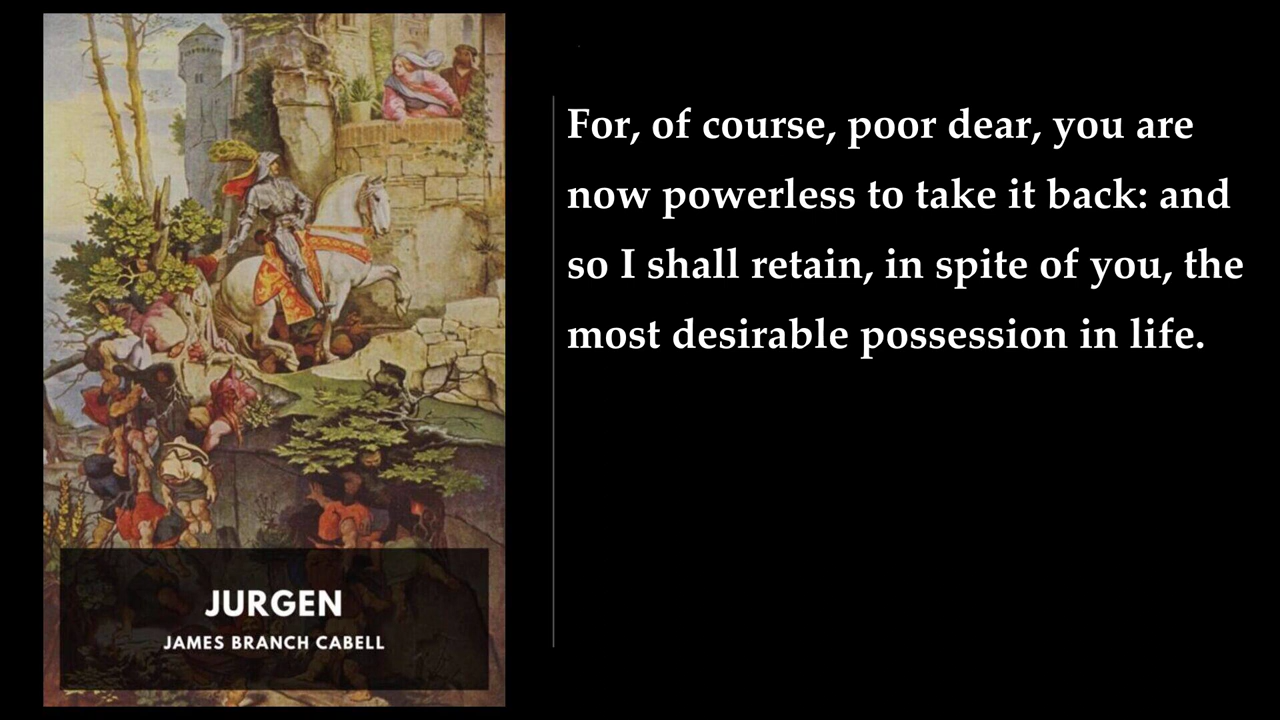 For, of course, poor dear, you are
now powerless to take it back: and
so I shall retain, in spite of you, the
most desirable possession in life.
JURGEN
JAMES BRANCH CABELL